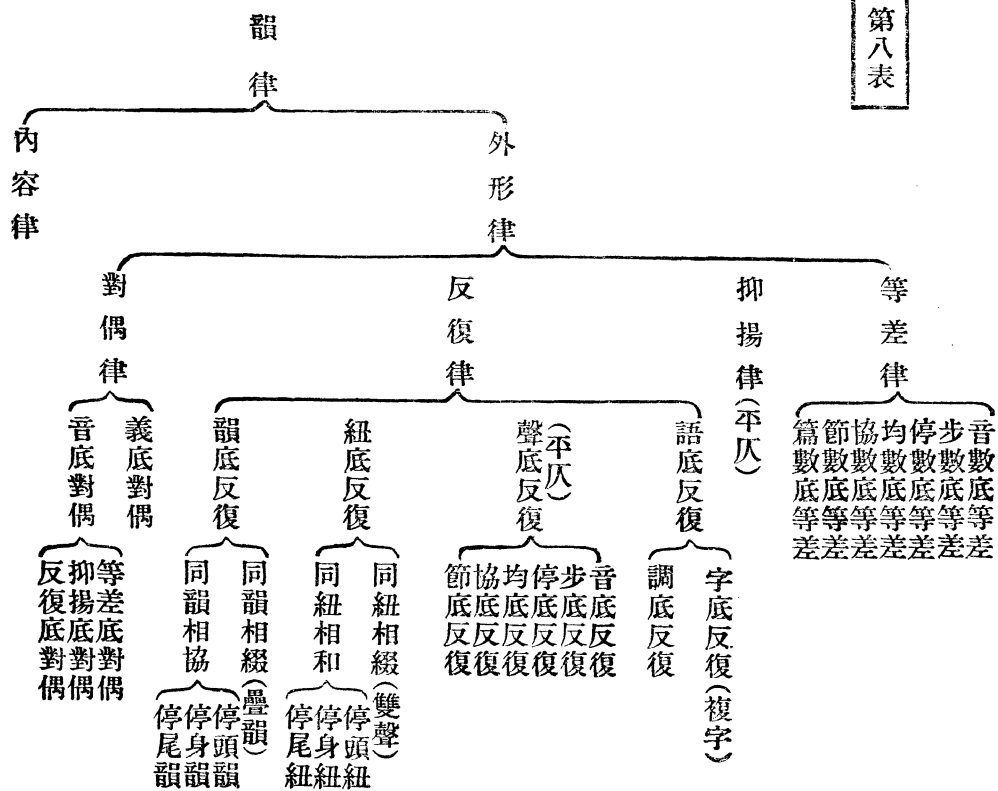 第八表
韻律
外形律
內容律
等差律
抑揚律(平仄)
反復律
對偶律
音數底等差
步數底等差
停數底等差
均數底等差
協數底等差
節數底等差
篇數底等差
語底反復
聲底反復(平仄)
紐底反復
韻底反復
義底對偶
音底對偶
字底反復(複字)
調底反復
音底反復
步底反復
停底反復
均底反復
協底反復
節底反復
同紐相綴(雙聲)
同紐相和
同韻相綴(疊韻)
同韻相協
等差底對偶
抑揚底對偶
反復底對偶
停頭紐
停身紐
停尾紐
停頭韻
停身韻
停尾韻